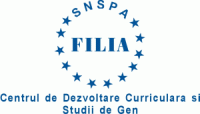 SNSPA
FILIA
Centrul de Dezvoltare Curriculara si
Studii de Gen